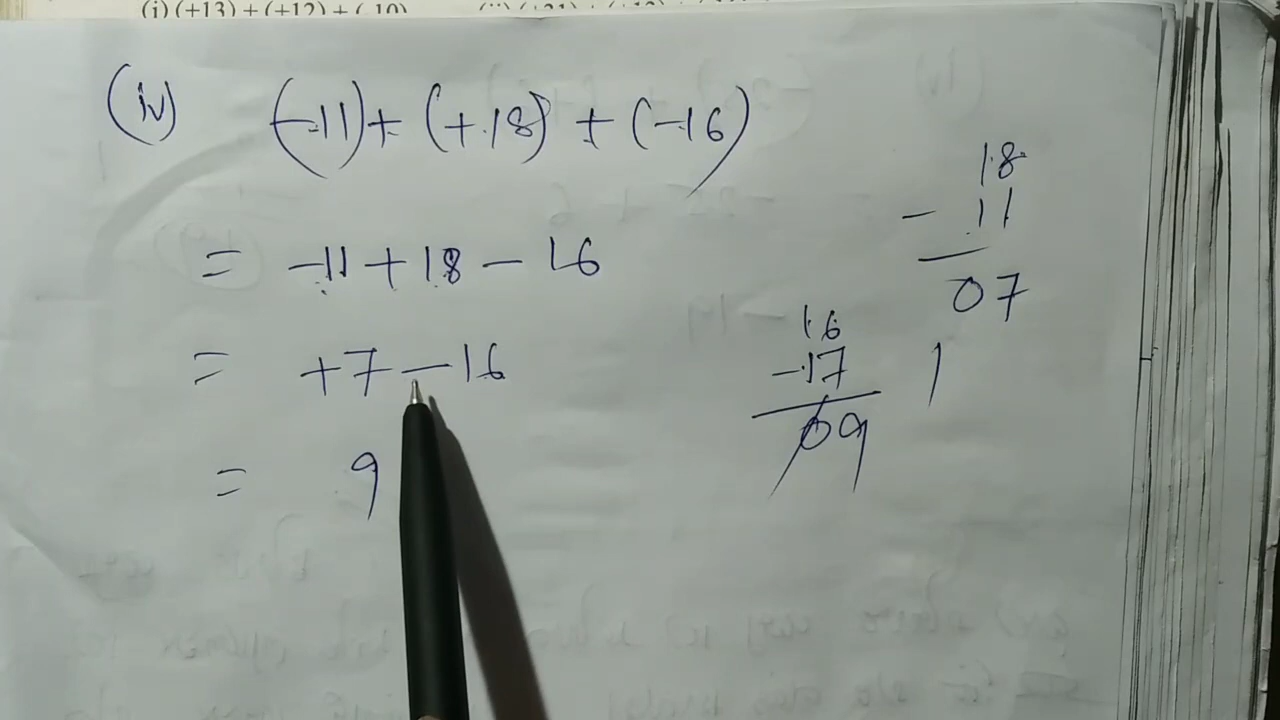 (i) (+13) + (+12) + (-10)
(iv) (-11) + (+18) + (-16)
= -11 + 18 - 16
= +7 - 16
= 9
18
- 11
07
16
-17
09
1